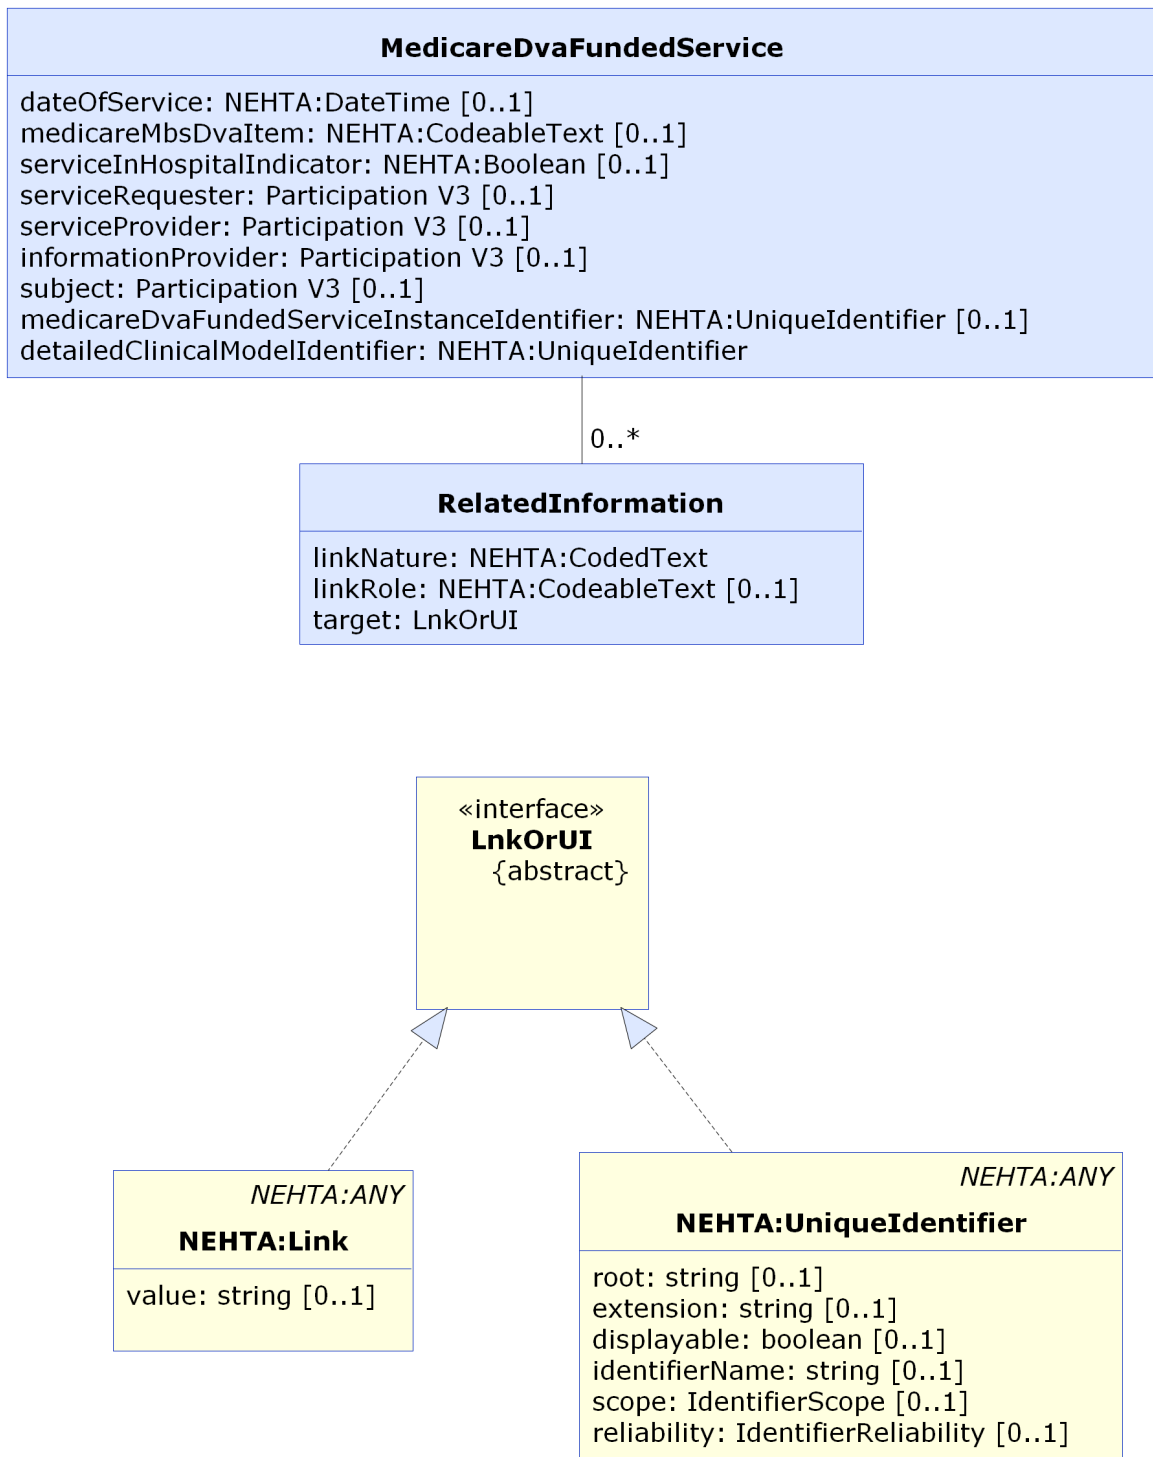 MedicareDvaFundedService
dateOfService: NEHTA:DateTime [0..1]
medicareMbsDvaItem: NEHTA:CodeableText [0..1]
serviceInHospitalIndicator: NEHTA:Boolean [0..1]
serviceRequester: Participation V3 [0..1]
serviceProvider: Participation V3 [0..1]
informationProvider: Participation V3 [0..1]
subject: Participation V3 [0..1]
medicareDvaFundedServiceInstanceIdentifier: NEHTA:UniqueIdentifier [0..1]
detailedClinicalModelIdentifier: NEHTA:UniqueIdentifier
0..*
RelatedInformation
linkNature: NEHTA:CodedText
linkRole: NEHTA:CodeableText [0..1]
target: LnkOrUI
«interface»
LnkOrUI
{abstract}
NEHTA:ANY
NEHTA:Link
value: string [0..1]
NEHTA:ANY
NEHTA:UniqueIdentifier
root: string [0..1]
extension: string [0..1]
displayable: boolean [0..1]
identifierName: string [0..1]
scope: IdentifierScope [0..1]
reliability: IdentifierReliability [0..1]